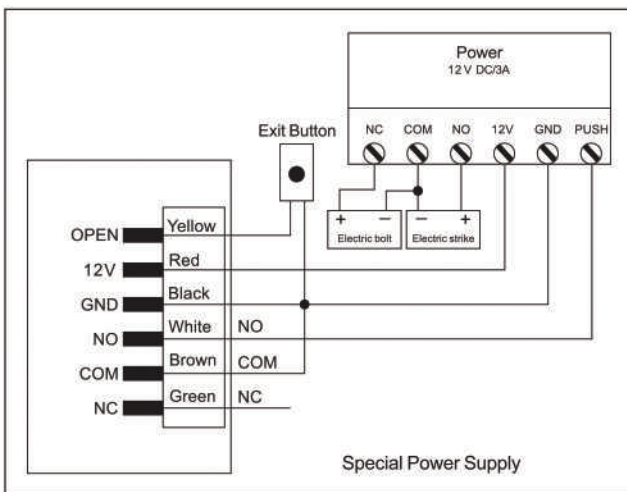 Power
12 V DC/3A
NC COM NO 12V GND PUSH
Exit Button
+ − − +
Electric bolt Electric strike
OPEN Yellow
12V Red
GND Black
NO White NO
COM Brown COM
NC Green NC
Special Power Supply